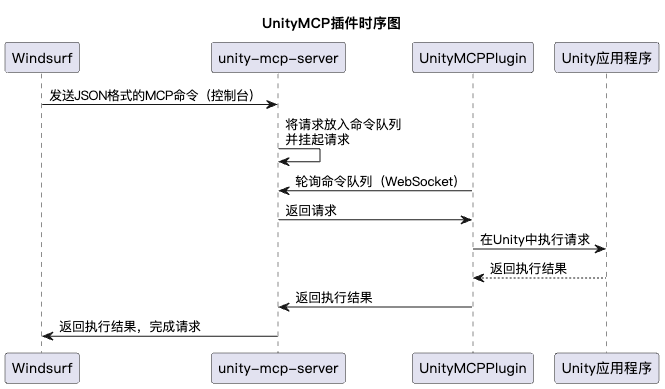 UnityMCP插件时序图
Windsurf
unity-mcp-server
UnityMCPPlugin
Unity应用程序
发送JSON格式的MCP命令（控制台）
将请求放入命令队列
并挂起请求
轮询命令队列（WebSocket）
返回请求
在Unity中执行请求
返回执行结果
返回执行结果
返回执行结果，完成请求
Windsurf
unity-mcp-server
UnityMCPPlugin
Unity应用程序